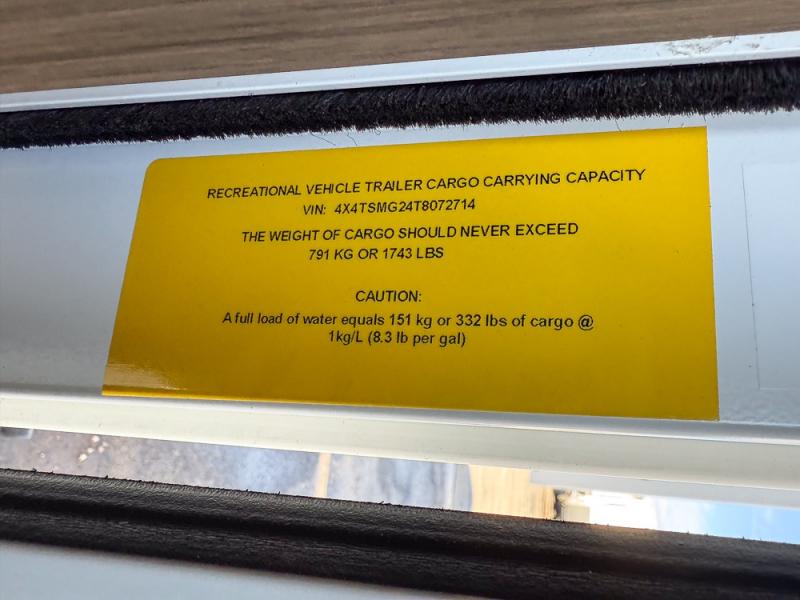 RECREATIONAL VEHICLE TRAILER CARGO CARRYING CAPACITY
VIN: 4X4TSMG24T8072714
THE WEIGHT OF CARGO SHOULD NEVER EXCEED
791 KG OR 1743 LBS
CAUTION:
A full load of water equals 151 kg or 332 lbs of cargo @
1kg/L (8.3 lb per gal)